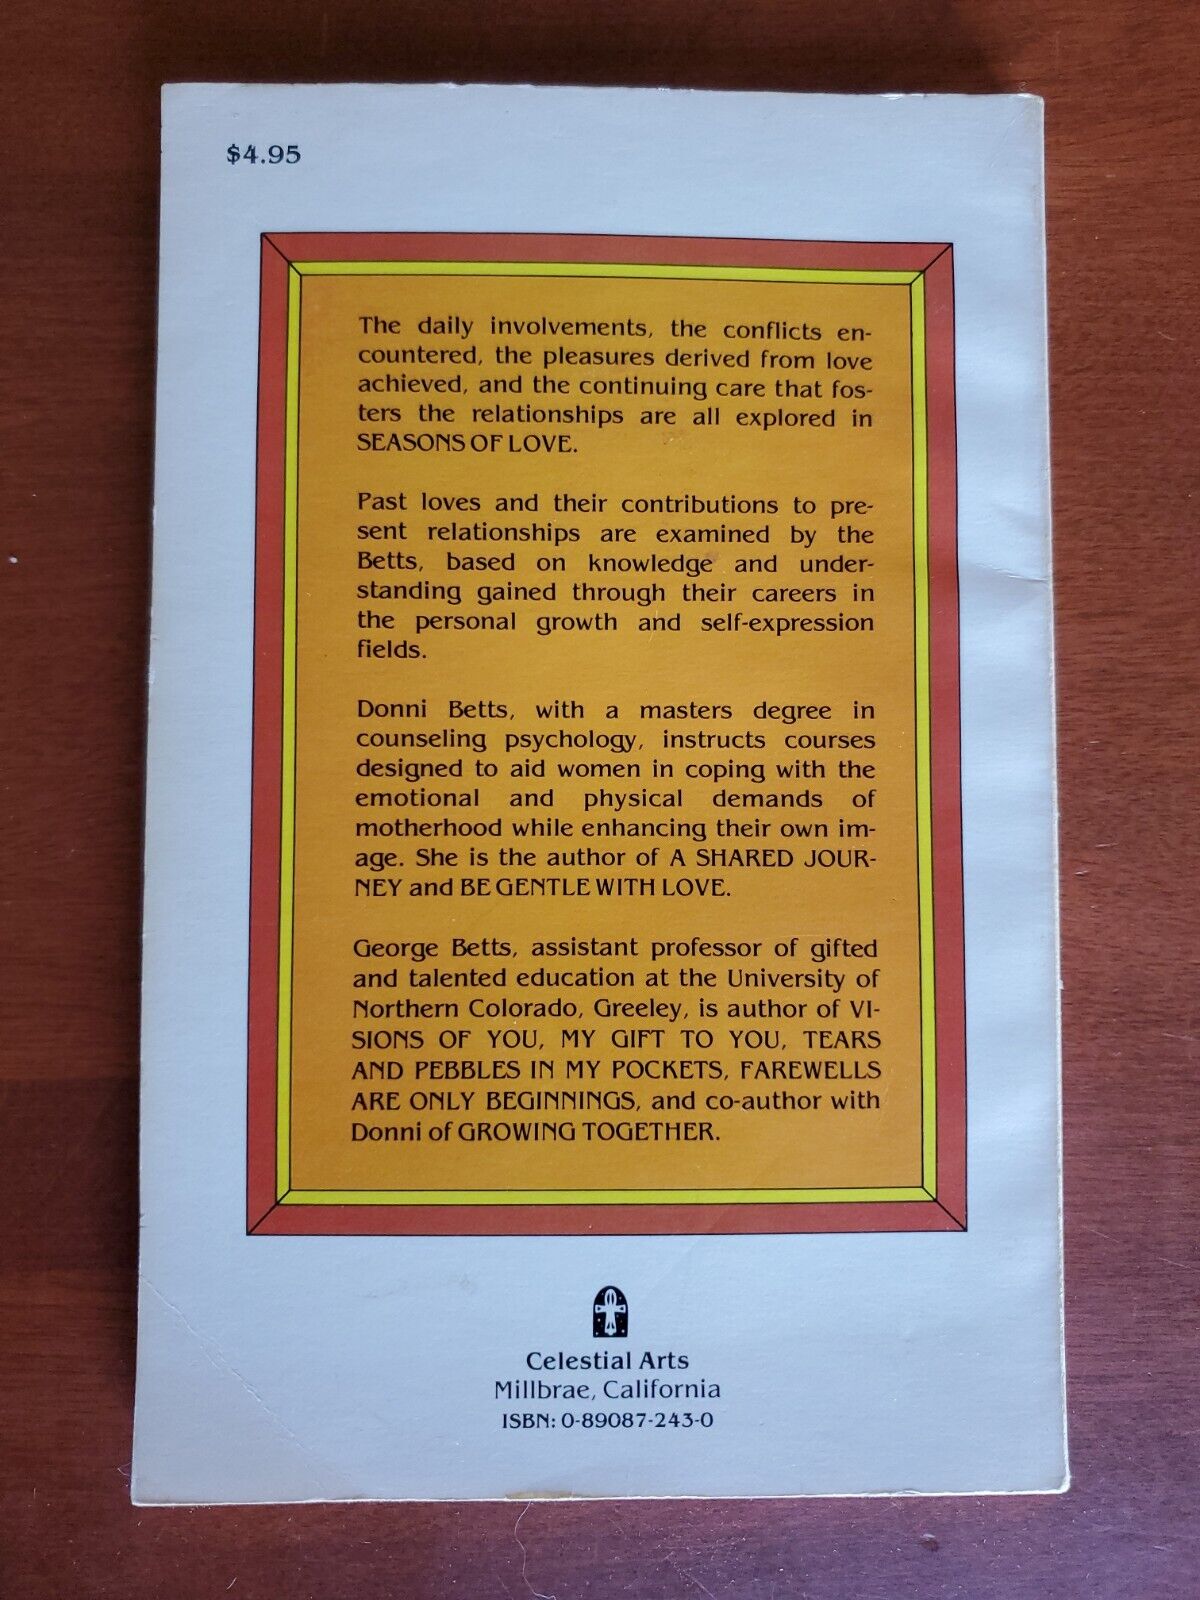 $4.95
The daily involvements, the conflicts en-
countered, the pleasures derived from love
achieved, and the continuing care that fos-
ters the relationships are all explored in
SEASONS OF LOVE.
Past loves and their contributions to pre-
sent relationships are examined by the
Betts, based on knowledge and under-
standing gained through their careers in
the personal growth and self-expression
fields.
Donni Betts, with a masters degree in
counseling psychology, instructs courses
designed to aid women in coping with the
emotional and physical demands of
motherhood while enhancing their own im-
age. She is the author of A SHARED JOUR-
NEY and BE GENTLE WITH LOVE.
George Betts, assistant professor of gifted
and talented education at the University of
Northern Colorado, Greeley, is author of VI-
SIONS OF YOU, MY GIFT TO YOU, TEARS
AND PEBBLES IN MY POCKETS, FAREWELLS
ARE ONLY BEGINNINGS, and co-author with
Donni of GROWING TOGETHER.
Celestial Arts
Millbrae, California
ISBN: 0-89087-243-0